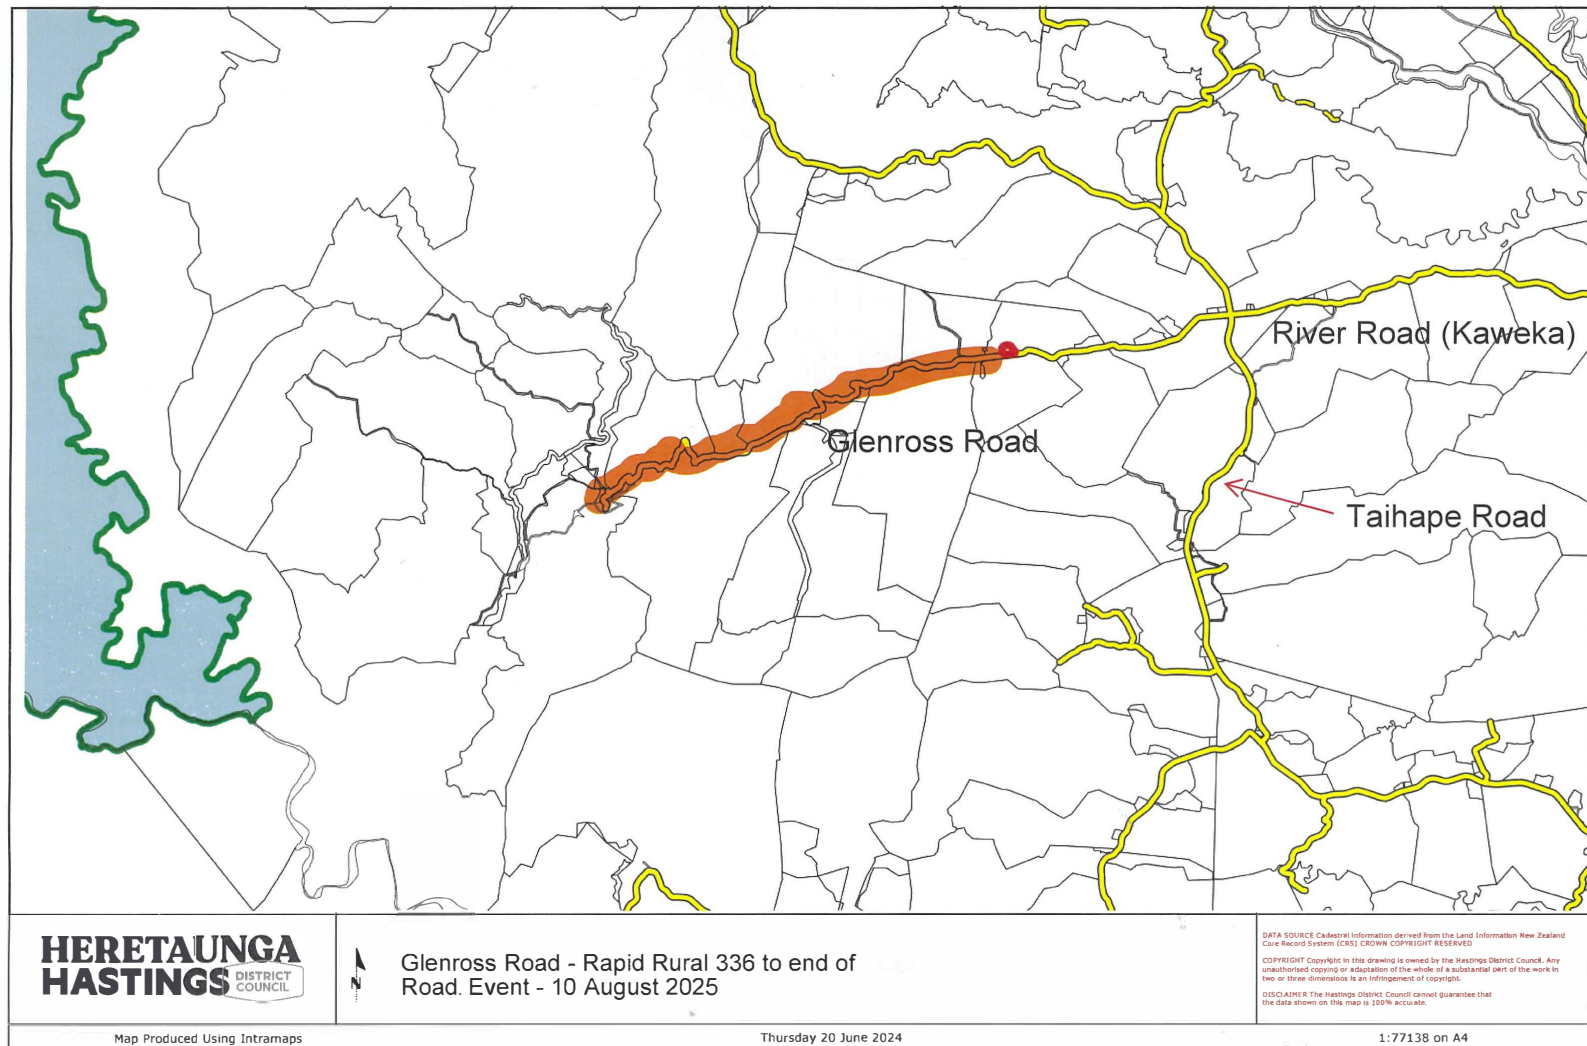 River Road (Kaweka)
Glenross Road
Taihape Road
HERETAUNGA
HASTINGS DISTRICT
COUNCIL
N
Glenross Road - Rapid Rural 336 to end of
Road. Event - 10 August 2025
DATA SOURCE Cadastral Information derived from the Land Information New Zealand
Core Record System (CRS) CROWN COPYRIGHT RESERVED
COPYRIGHT Copyright in this drawing is owned by the Hastings District Council. Any
unauthorised copying or adaptation of the whole of a substantial part of the work in
two or three dimensions is an infringement of copyright.
DISCLAIMER The Hastings District Council cannot guarantee that
the data shown on this map is 100% accurate.
Map Produced Using Intramaps
Thursday 20 June 2024
1:77138 on A4